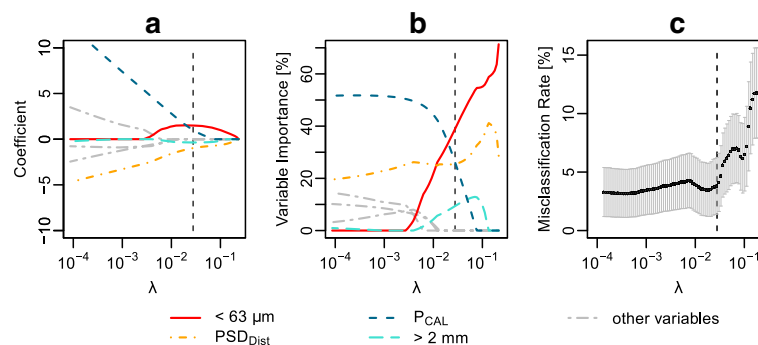 a
b
c
Coefficient
10
5
0
−5
−10
10⁻⁴
10⁻³
10⁻²
10⁻¹
λ
Variable Importance [%]
60
40
20
0
10⁻⁴
10⁻³
10⁻²
10⁻¹
λ
Misclassification Rate [%]
15
10
5
0
10⁻⁴
10⁻³
10⁻²
10⁻¹
λ
< 63 µm
PSD_Dist
P_CAL
> 2 mm
other variables